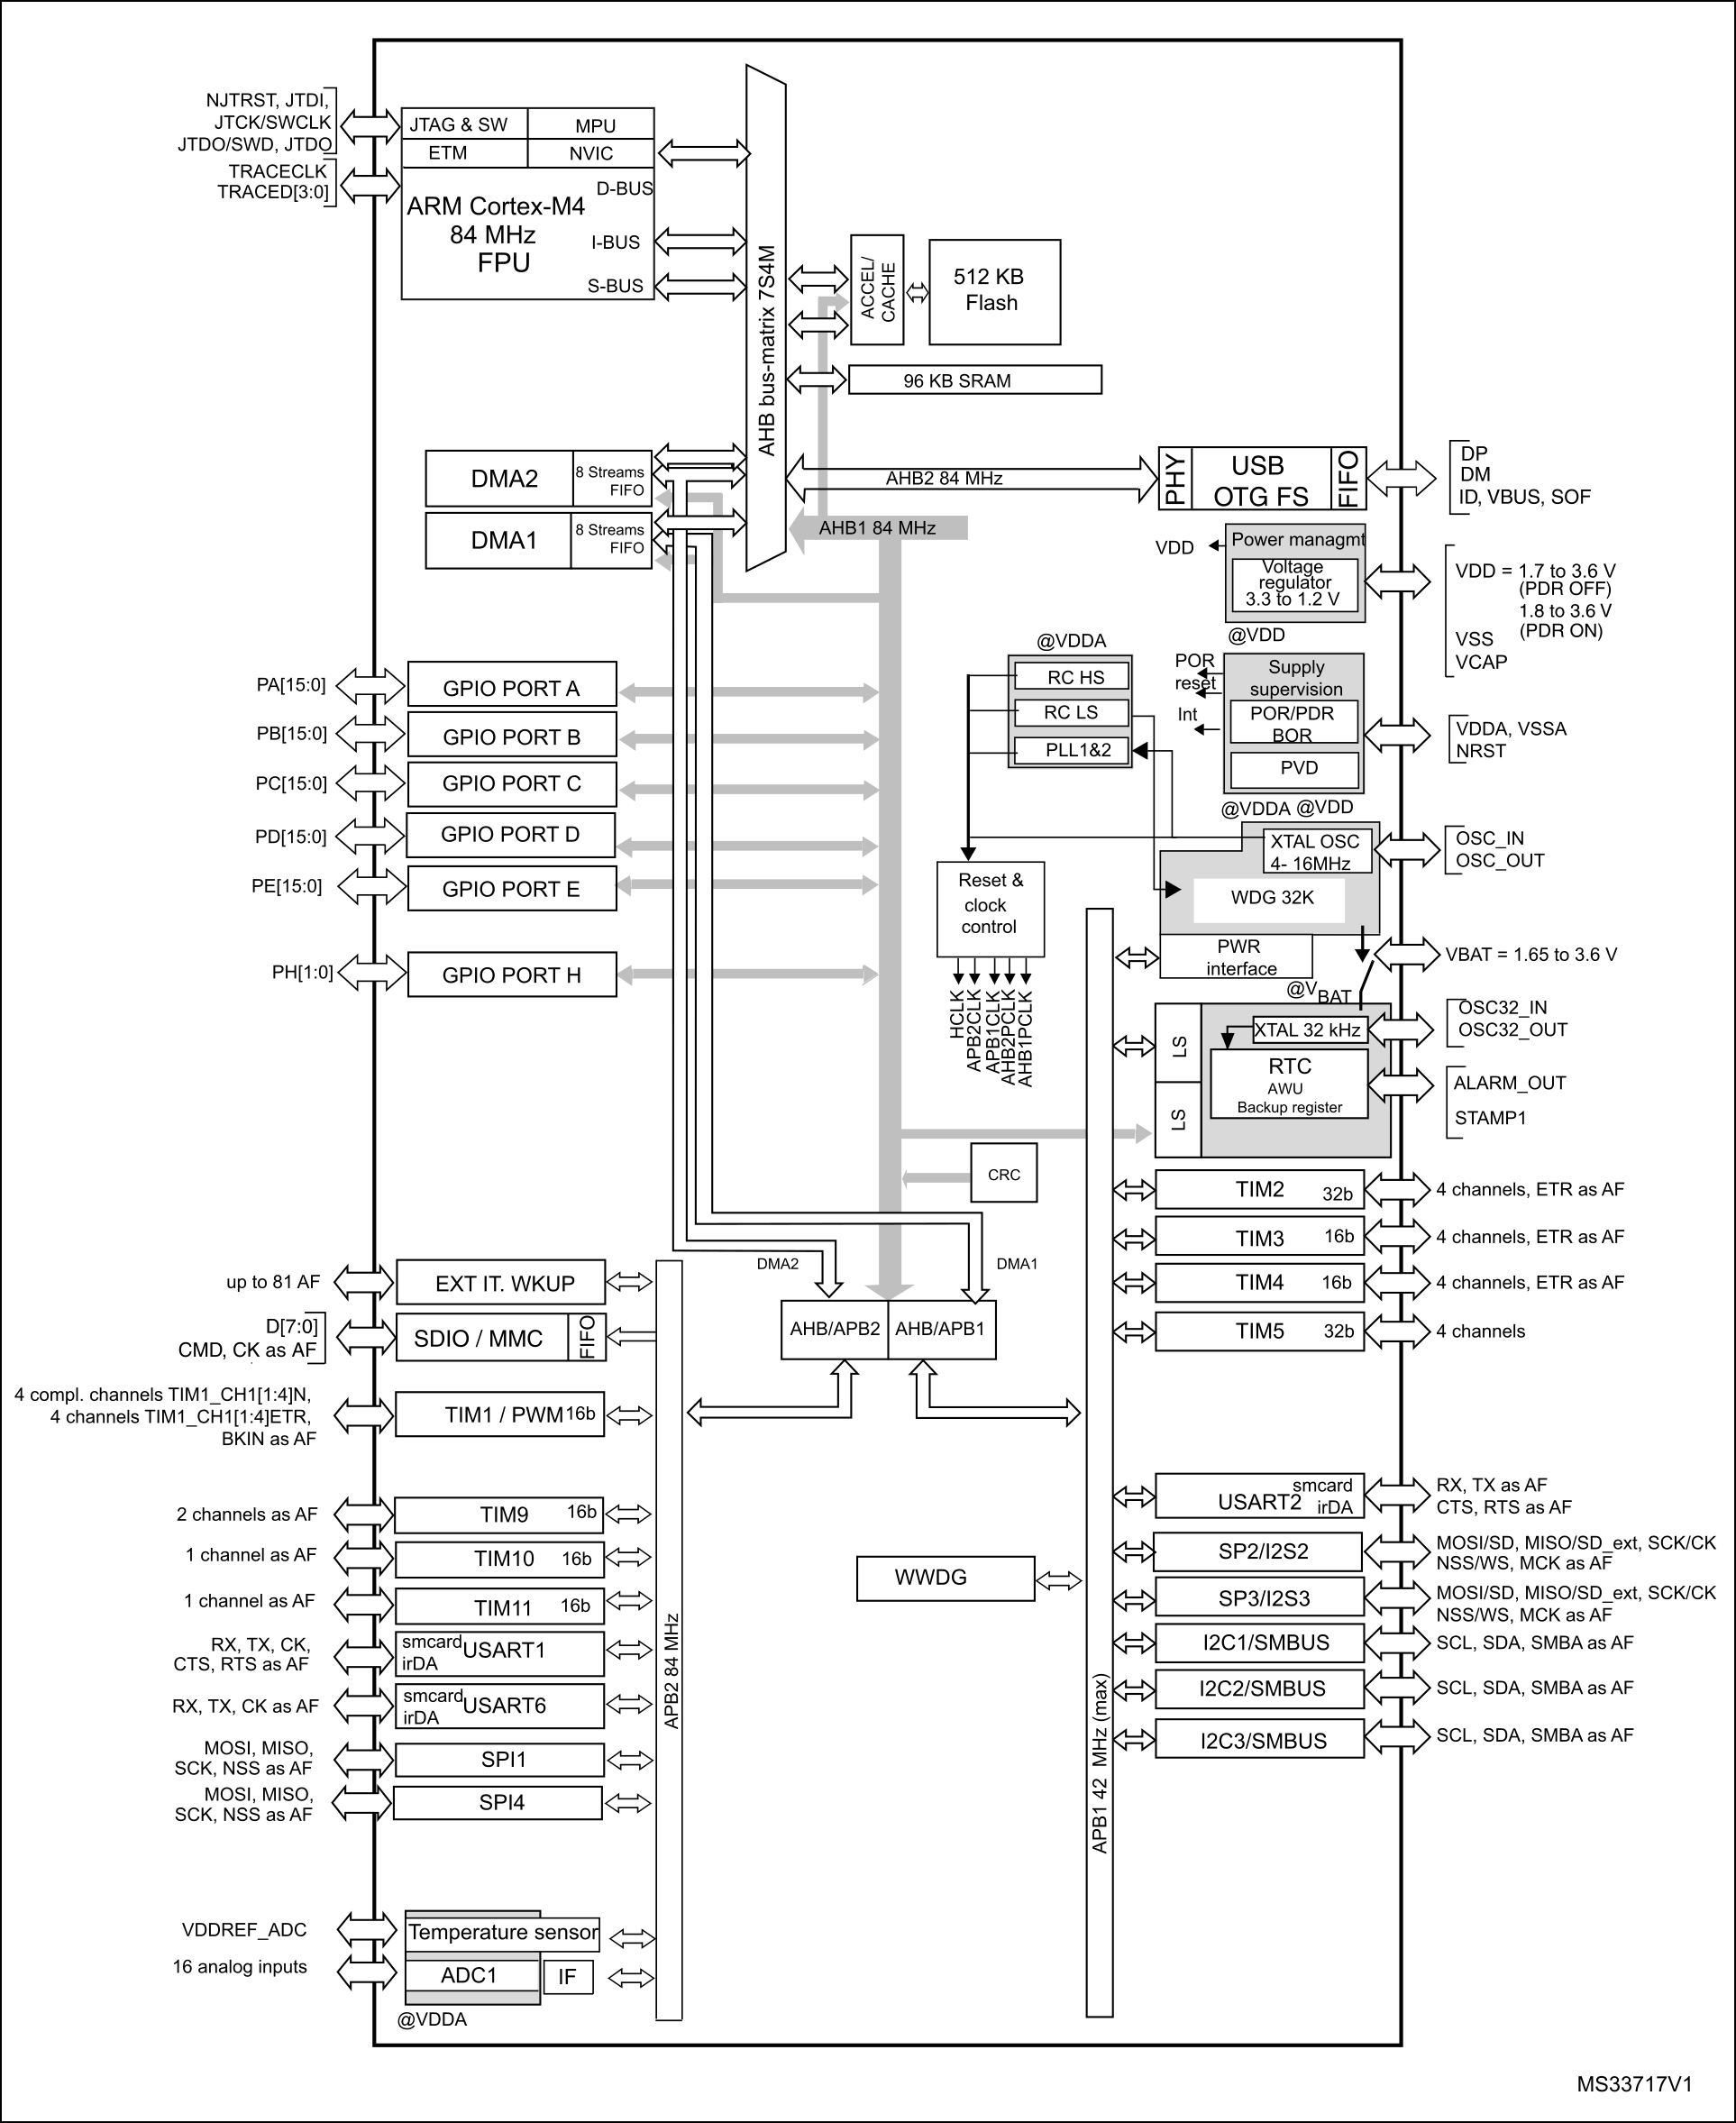 NJTRST, JTDI,
JTCK/SWCLK
JTDO/SWD, JTDO
TRACECLK
TRACED[3:0]
JTAG & SW
MPU
ETM
NVIC
D-BUS
ARM Cortex-M4
84 MHz
FPU
I-BUS
S-BUS
AHB bus-matrix 7S4M
ACCEL/
CACHE
512 KB
Flash
96 KB SRAM
DMA2
8 Streams
FIFO
DMA1
8 Streams
FIFO
AHB2 84 MHz
AHB1 84 MHz
PHY
USB
OTG FS
FIFO
DP
DM
ID, VBUS, SOF
VDD
Power managmt
Voltage
regulator
3.3 to 1.2 V
@VDD
VDD = 1.7 to 3.6 V
(PDR OFF)
1.8 to 3.6 V
(PDR ON)
VSS
VCAP
@VDDA
RC HS
RC LS
PLL1&2
POR
reset
Int
Supply
supervision
POR/PDR
BOR
PVD
@VDDA @VDD
VDDA, VSSA
NRST
PA[15:0]
GPIO PORT A
PB[15:0]
GPIO PORT B
PC[15:0]
GPIO PORT C
PD[15:0]
GPIO PORT D
PE[15:0]
GPIO PORT E
PH[1:0]
GPIO PORT H
XTAL OSC
4- 16MHz
OSC_IN
OSC_OUT
WDG 32K
Reset &
clock
control
HCLK
APB2CLK
APB1CLK
AHB2PCLK
AHB1PCLK
PWR
interface
VBAT = 1.65 to 3.6 V
@VBAT
LS
LS
XTAL 32 kHz
RTC
AWU
Backup register
OSC32_IN
OSC32_OUT
ALARM_OUT
STAMP1
CRC
TIM2
32b
4 channels, ETR as AF
TIM3
16b
4 channels, ETR as AF
TIM4
16b
4 channels, ETR as AF
TIM5
32b
4 channels
DMA2
DMA1
AHB/APB2
AHB/APB1
up to 81 AF
EXT IT. WKUP
D[7:0]
CMD, CK as AF
SDIO / MMC
FIFO
4 compl. channels TIM1_CH1[1:4]N,
4 channels TIM1_CH1[1:4]ETR,
BKIN as AF
TIM1 / PWM
16b
2 channels as AF
TIM9
16b
1 channel as AF
TIM10
16b
1 channel as AF
TIM11
16b
RX, TX, CK,
CTS, RTS as AF
smcard
irDA
USART1
RX, TX, CK as AF
smcard
irDA
USART6
MOSI, MISO,
SCK, NSS as AF
SPI1
MOSI, MISO,
SCK, NSS as AF
SPI4
APB2 84 MHz
WWDG
APB1 42 MHz (max)
USART2
smcard
irDA
RX, TX as AF
CTS, RTS as AF
SP2/I2S2
MOSI/SD, MISO/SD_ext, SCK/CK
NSS/WS, MCK as AF
SP3/I2S3
MOSI/SD, MISO/SD_ext, SCK/CK
NSS/WS, MCK as AF
I2C1/SMBUS
SCL, SDA, SMBA as AF
I2C2/SMBUS
SCL, SDA, SMBA as AF
I2C3/SMBUS
SCL, SDA, SMBA as AF
VDDREF_ADC
Temperature sensor
16 analog inputs
ADC1
IF
@VDDA
MS33717V1